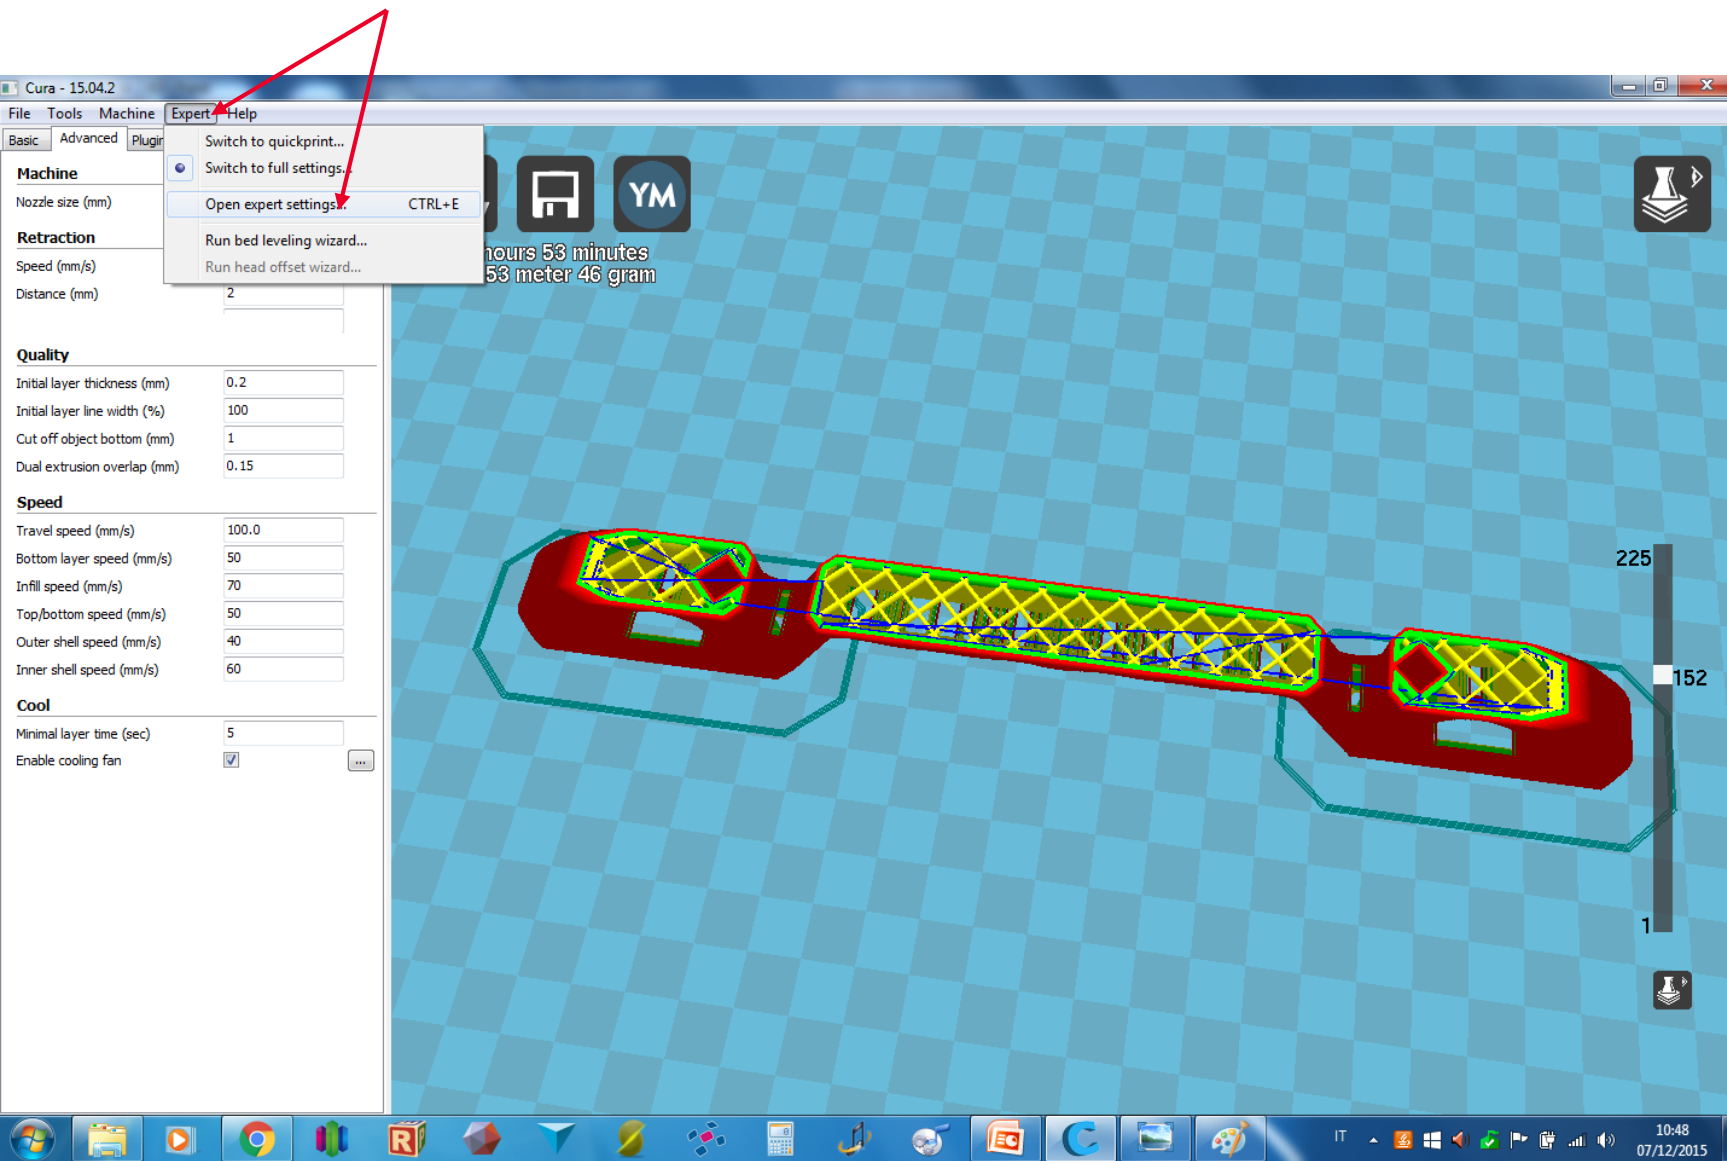 Cura - 15.04.2
File Tools Machine Expert Help
Basic Advanced
Switch to quickprint...
Switch to full settings...
Open expert settings... CTRL+E
Run bed leveling wizard...
Run head offset wizard...
Machine
Nozzle size (mm)
Retraction
Speed (mm/s)
Distance (mm) 2
Quality
Initial layer thickness (mm) 0.2
Initial layer line width (%) 100
Cut off object bottom (mm) 1
Dual extrusion overlap (mm) 0.15
Speed
Travel speed (mm/s) 100.0
Bottom layer speed (mm/s) 50
Infill speed (mm/s) 70
Top/bottom speed (mm/s) 50
Outer shell speed (mm/s) 40
Inner shell speed (mm/s) 60
Cool
Minimal layer time (sec) 5
Enable cooling fan ...
YM
hours 53 minutes
53 meter 46 gram
225
152
1
IT
10:48
07/12/2015